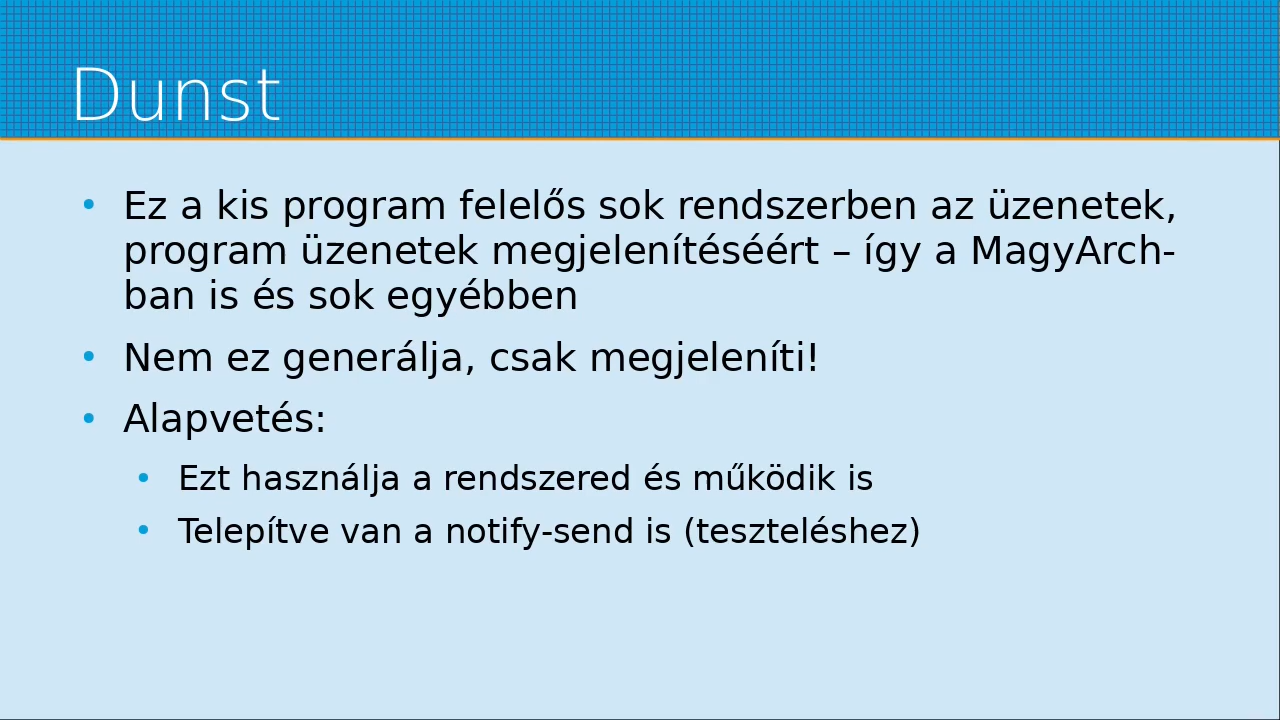 Dunst
• Ez a kis program felelős sok rendszerben az üzenetek,
program üzenetek megjelenítéséért – így a MagyArch-
ban is és sok egyébben
• Nem ez generálja, csak megjeleníti!
• Alapvetés:
• Ezt használja a rendszered és működik is
• Telepítve van a notify-send is (teszteléshez)